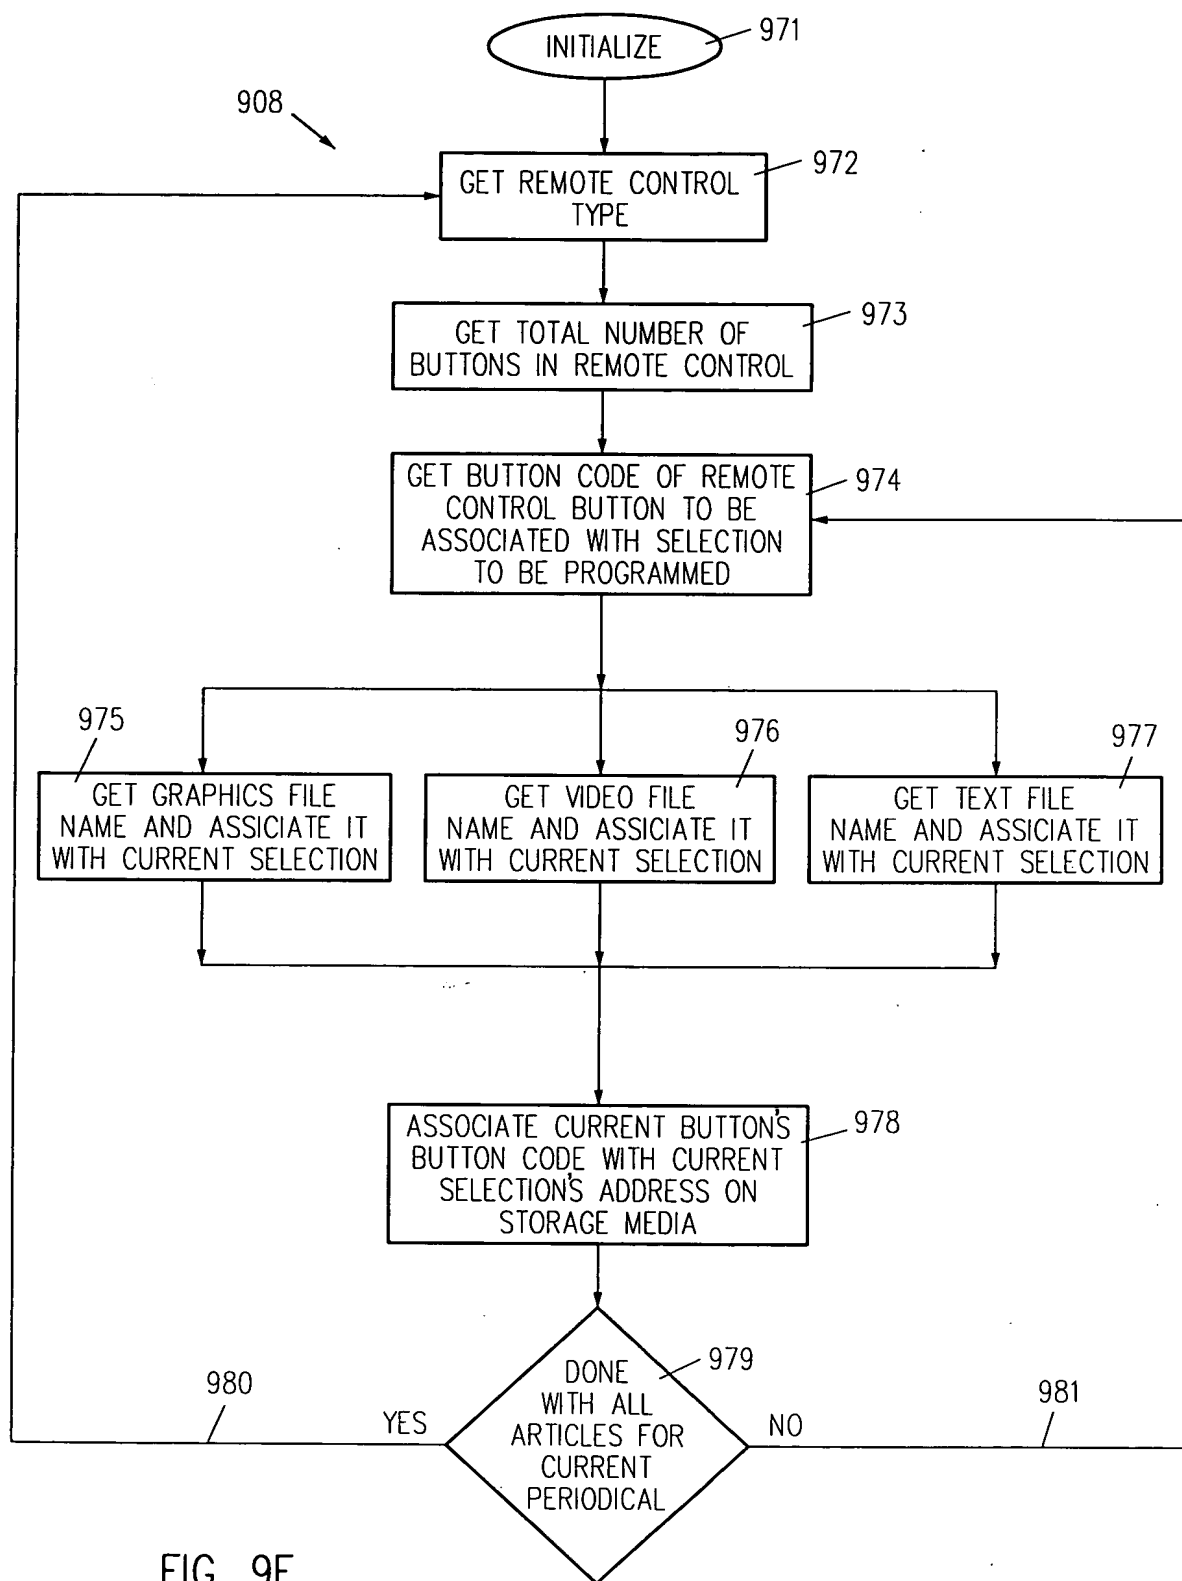 INITIALIZE
971
908
GET REMOTE CONTROL
TYPE
972
GET TOTAL NUMBER OF
BUTTONS IN REMOTE CONTROL
973
GET BUTTON CODE OF REMOTE
CONTROL BUTTON TO BE
ASSOCIATED WITH SELECTION
TO BE PROGRAMMED
974
975
GET GRAPHICS FILE
NAME AND ASSICIATE IT
WITH CURRENT SELECTION
976
GET VIDEO FILE
NAME AND ASSICIATE IT
WITH CURRENT SELECTION
977
GET TEXT FILE
NAME AND ASSICIATE IT
WITH CURRENT SELECTION
ASSOCIATE CURRENT BUTTON'S
BUTTON CODE WITH CURRENT
SELECTION'S ADDRESS ON
STORAGE MEDIA
978
DONE
WITH ALL
ARTICLES FOR
CURRENT
PERIODICAL
979
980
YES
NO
981